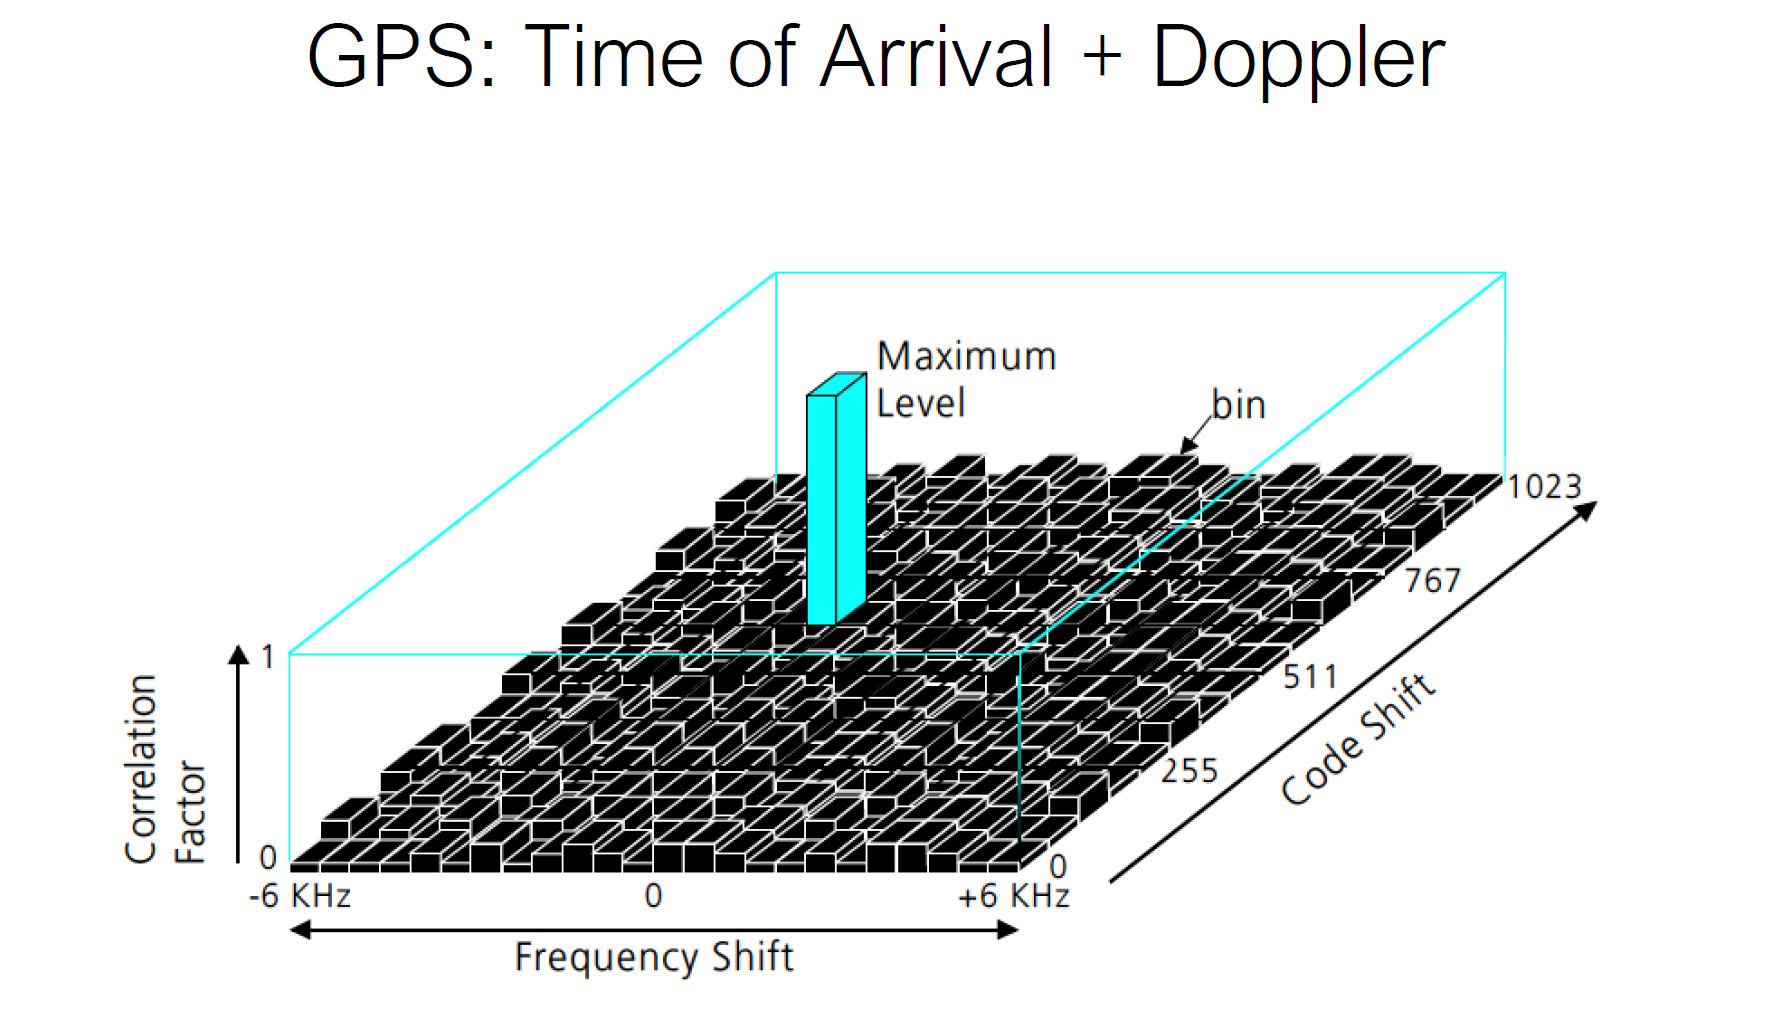 GPS: Time of Arrival + Doppler
Maximum
Level
bin
1023
767
511
255
0
Code Shift
1
0
Correlation
Factor
-6 KHz
0
+6 KHz
Frequency Shift